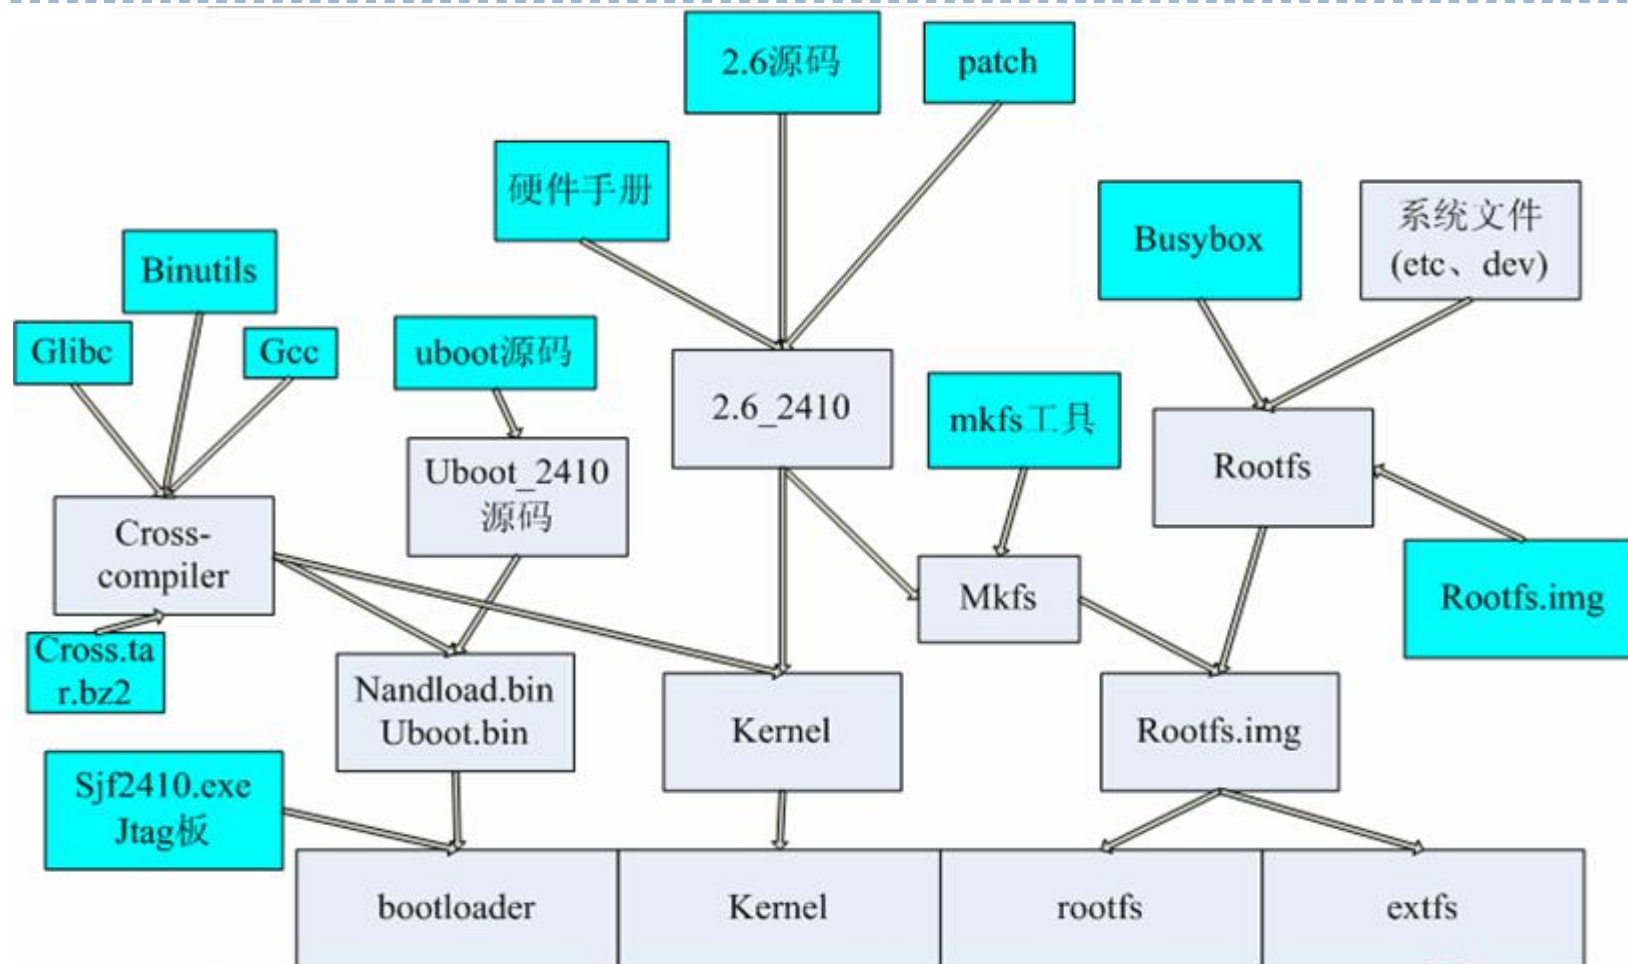 2.6源码
patch
硬件手册
Busybox
系统文件
(etc、dev)
Binutils
Glibc
Gcc
uboot源码
2.6_2410
mkfs工具
Rootfs
Uboot_2410
源码
Cross-
compiler
Mkfs
Rootfs.img
Cross.ta
r.bz2
Nandload.bin
Uboot.bin
Kernel
Rootfs.img
Sjf2410.exe
Jtag板
bootloader
Kernel
rootfs
extfs